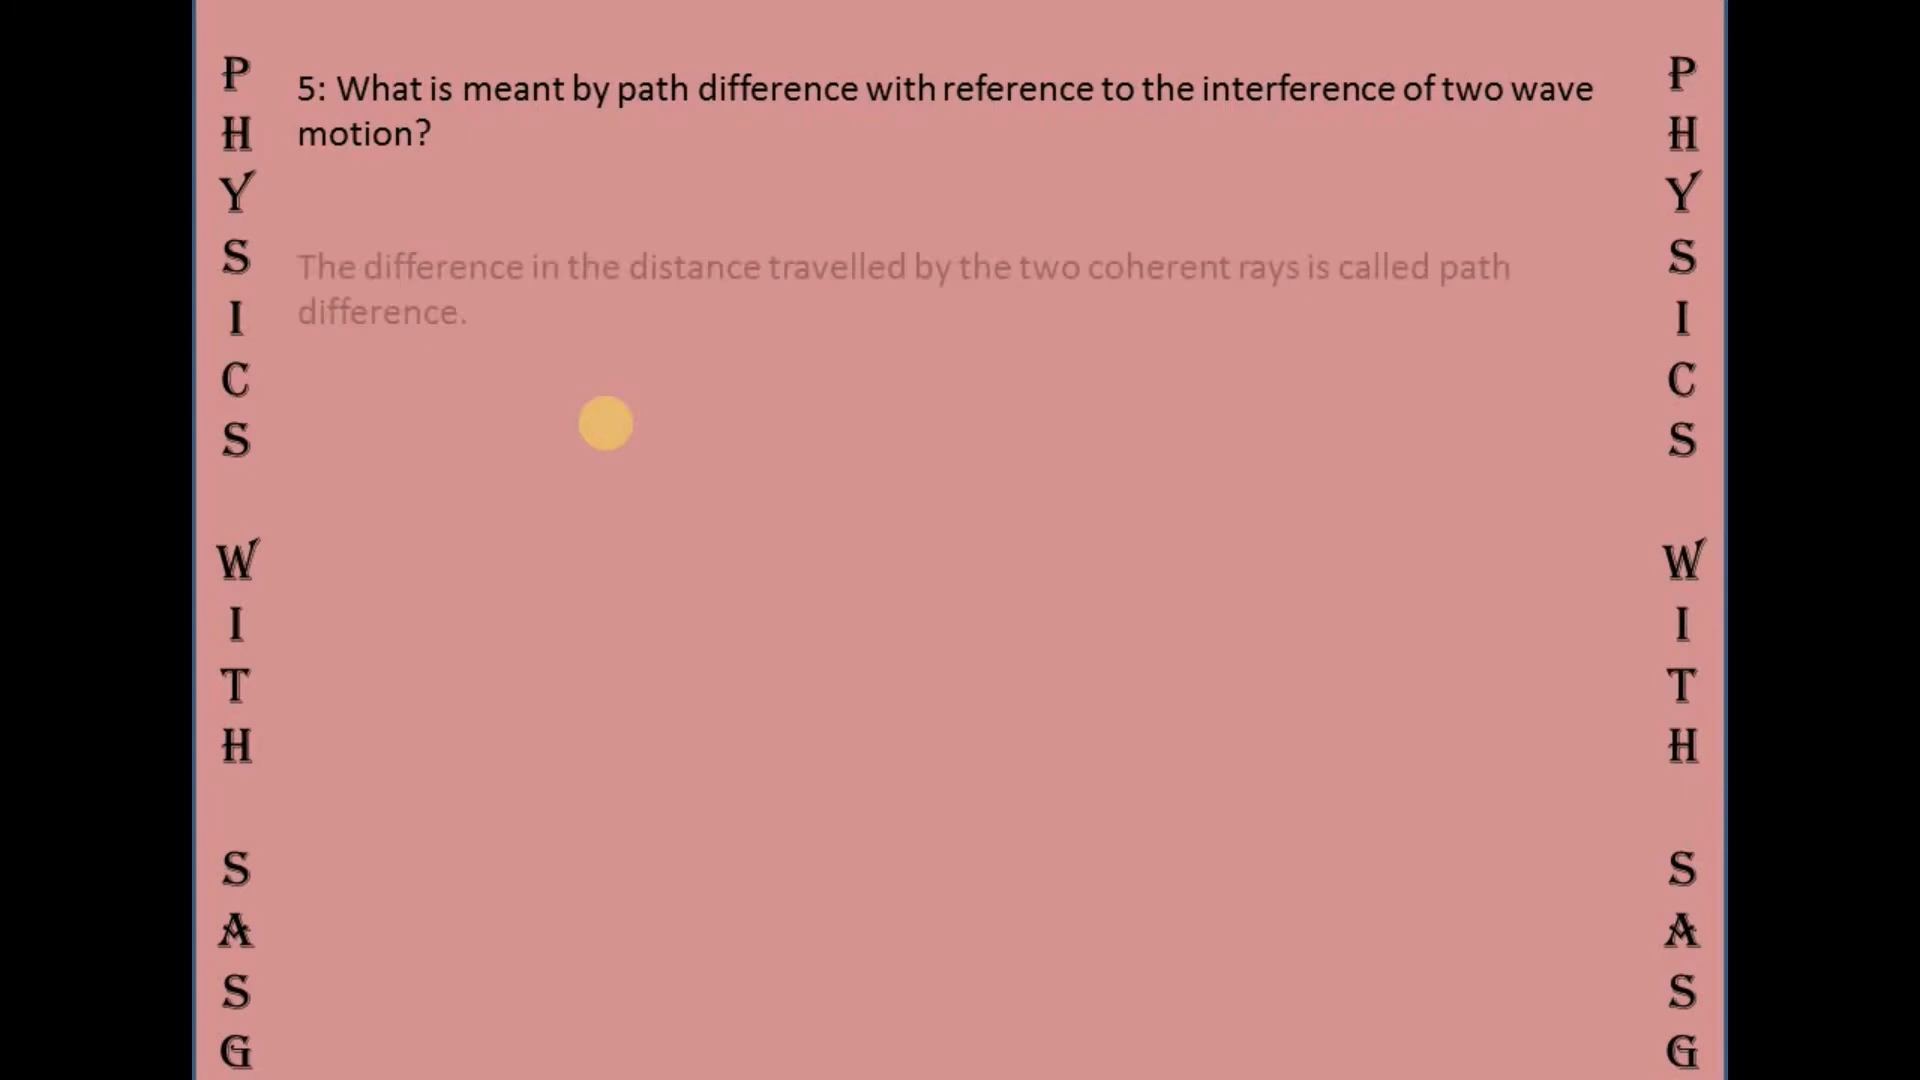 5: What is meant by path difference with reference to the interference of two wave
motion?
The difference in the distance travelled by the two coherent rays is called path
difference.
P
H
Y
S
I
C
S
W
I
T
H
S
A
S
G
P
H
Y
S
I
C
S
W
I
T
H
S
A
S
G